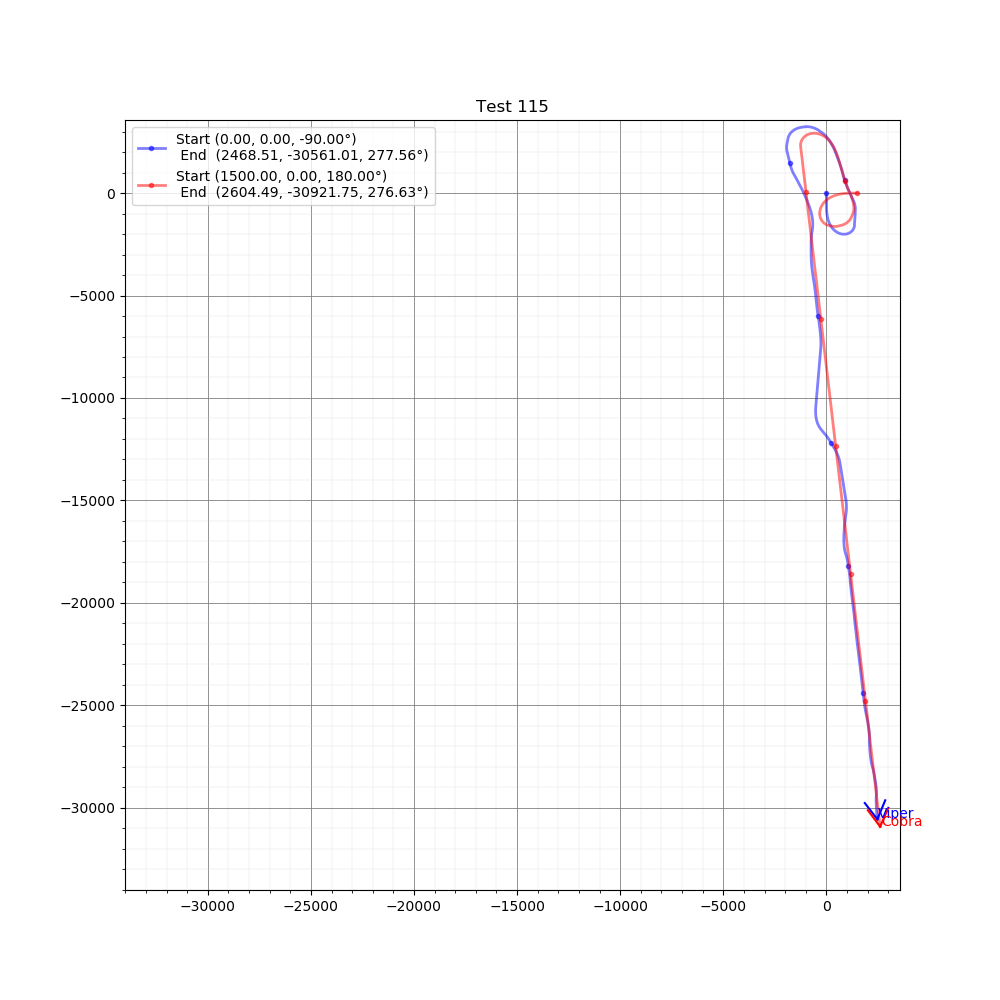 Test 115
Start (0.00, 0.00, -90.00°)
End (2468.51, -30561.01, 277.56°)
Start (1500.00, 0.00, 180.00°)
End (2604.49, -30921.75, 276.63°)
0
−5000
−10000
−15000
−20000
−25000
−30000
Viper
Cobra
−30000 −25000 −20000 −15000 −10000 −5000 0